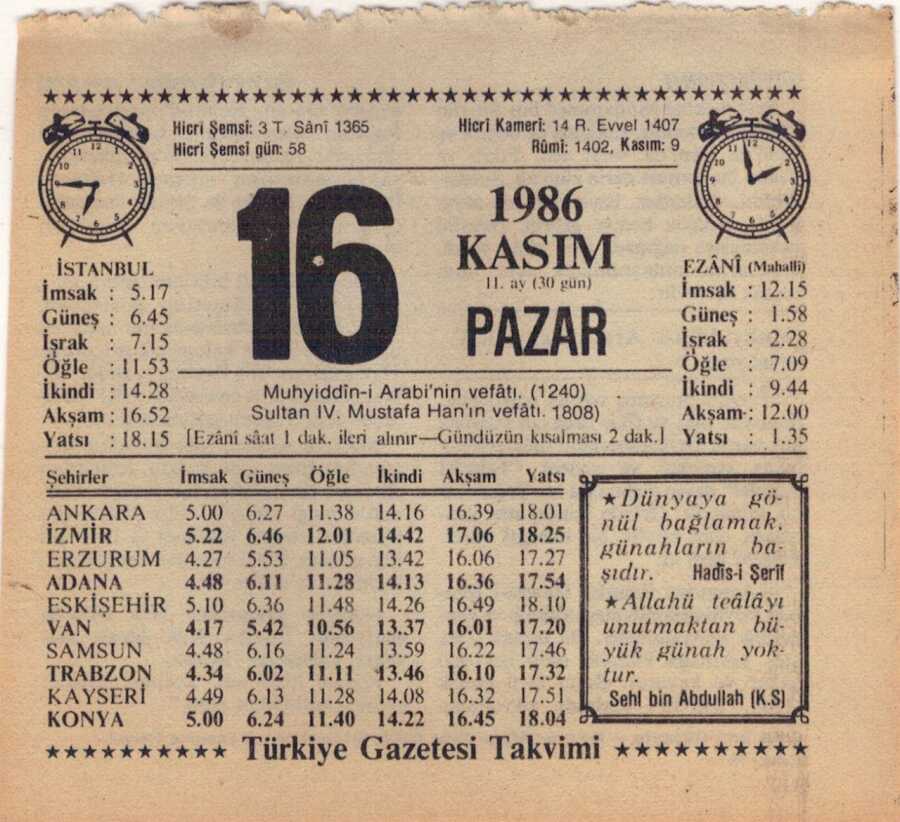 Hicri Şemsi: 3 T. Sâni 1365
Hicri Şemsi gün: 58
Hicri Kameri: 14 R. Evvel 1407
Rûmi: 1402, Kasım: 9
16
1986
KASIM
11. ay (30 gün)
PAZAR
İSTANBUL
İmsak : 5.17
Güneş : 6.45
İşrak : 7.15
Öğle : 11.53
İkindi : 14.28
Akşam : 16.52
Yatsı : 18.15
EZÂNÎ (Mahalli)
İmsak : 12.15
Güneş : 1.58
İşrak : 2.28
Öğle : 7.09
İkindi : 9.44
Akşam : 12.00
Yatsı : 1.35
Muhyiddîn-i Arabi'nin vefâtı. (1240)
Sultan IV. Mustafa Han'ın vefâtı. 1808)
[Ezânî sâat 1 dak. ileri alınır—Gündüzün kısalması 2 dak.]
Şehirler İmsak Güneş Öğle İkindi Akşam Yatsı
ANKARA 5.00 6.27 11.38 14.16 16.39 18.01
İZMİR 5.22 6.46 12.01 14.42 17.06 18.25
ERZURUM 4.27 5.53 11.05 13.42 16.06 17.27
ADANA 4.48 6.11 11.28 14.13 16.36 17.54
ESKİŞEHİR 5.10 6.36 11.48 14.26 16.49 18.10
VAN 4.17 5.42 10.56 13.37 16.01 17.20
SAMSUN 4.48 6.16 11.24 13.59 16.22 17.46
TRABZON 4.34 6.02 11.11 13.46 16.10 17.32
KAYSERİ 4.49 6.13 11.28 14.08 16.32 17.51
KONYA 5.00 6.24 11.40 14.22 16.45 18.04
★Dünyaya gö-
nül bağlamak,
günahların ba-
şıdır. Hadîs-i Şerif
★Allahü teâlâyı
unutmaktan bü-
yük günah yok-
tur.
Sehl bin Abdullah (K.S)
Türkiye Gazetesi Takvimi